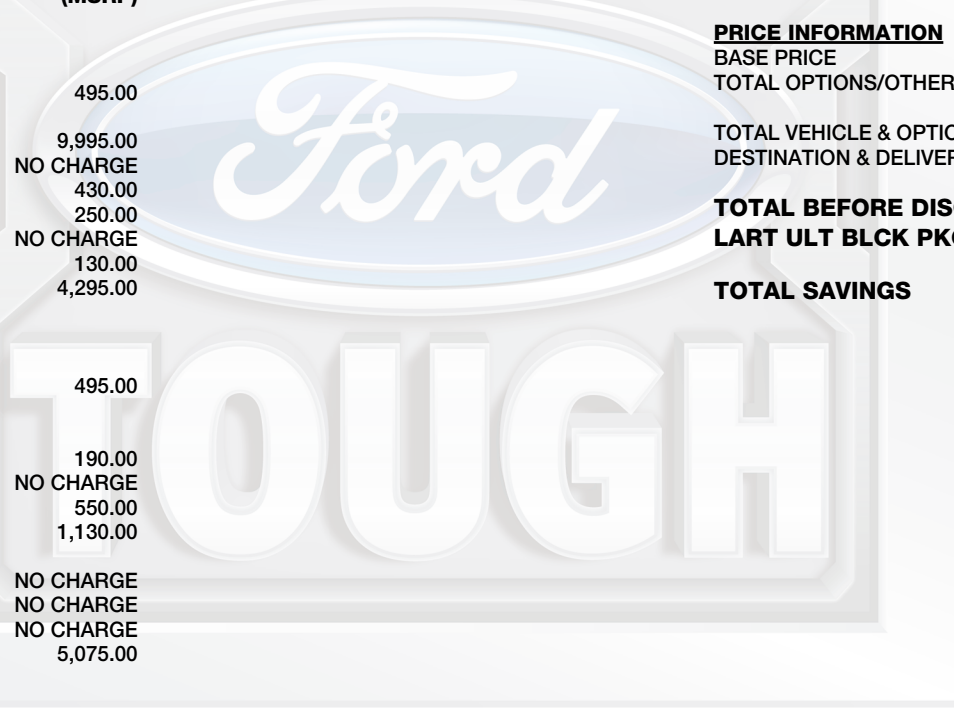 (MSRP)
495.00
9,995.00
NO CHARGE
430.00
250.00
NO CHARGE
130.00
4,295.00
495.00
190.00
NO CHARGE
550.00
1,130.00
NO CHARGE
NO CHARGE
NO CHARGE
5,075.00
PRICE INFORMATION
BASE PRICE
TOTAL OPTIONS/OTHER
TOTAL VEHICLE & OPTIO
DESTINATION & DELIVER
TOTAL BEFORE DISC
LART ULT BLCK PKG
TOTAL SAVINGS
Ford
TOUGH